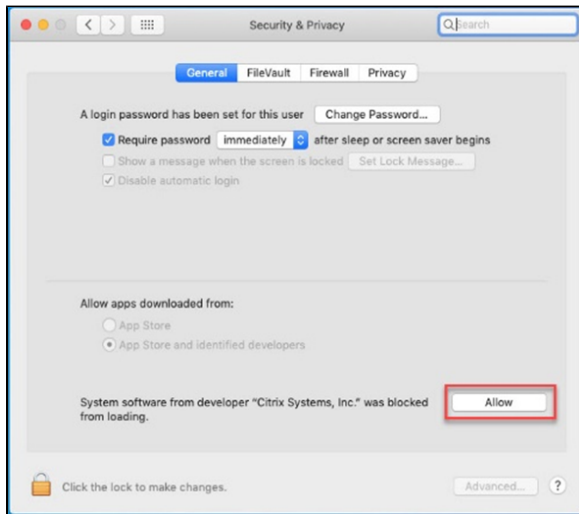 Security & Privacy
Search
General FileVault Firewall Privacy
A login password has been set for this user Change Password...
Require password immediately after sleep or screen saver begins
Show a message when the screen is locked Set Lock Message...
Disable automatic login
Allow apps downloaded from:
App Store
App Store and identified developers
System software from developer "Citrix Systems, Inc." was blocked Allow
from loading.
Click the lock to make changes. Advanced... ?